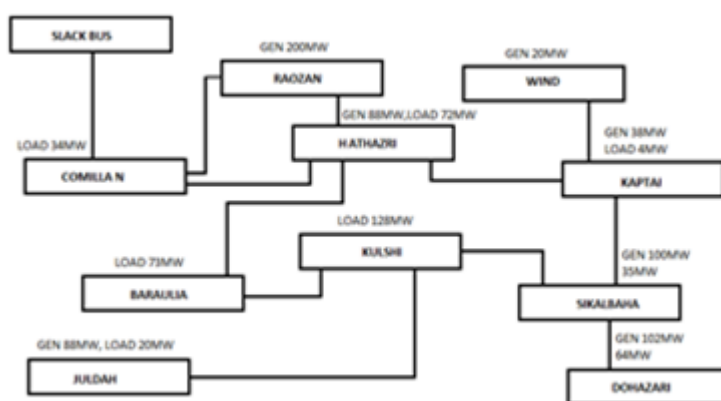 SLACK BUS
GEN 200MW
RAOZAN
GEN 20MW
WIND
GEN 88MW,LOAD 72MW
HATHAZRI
LOAD 34MW
COMILLA N
GEN 38MW
LOAD 4MW
KAPTAI
LOAD 128MW
KULSHI
LOAD 73MW
BARAULIA
GEN 100MW
35MW
SIKALBAHA
GEN 88MW, LOAD 20MW
JULDAH
GEN 102MW
64MW
DOHAZARI